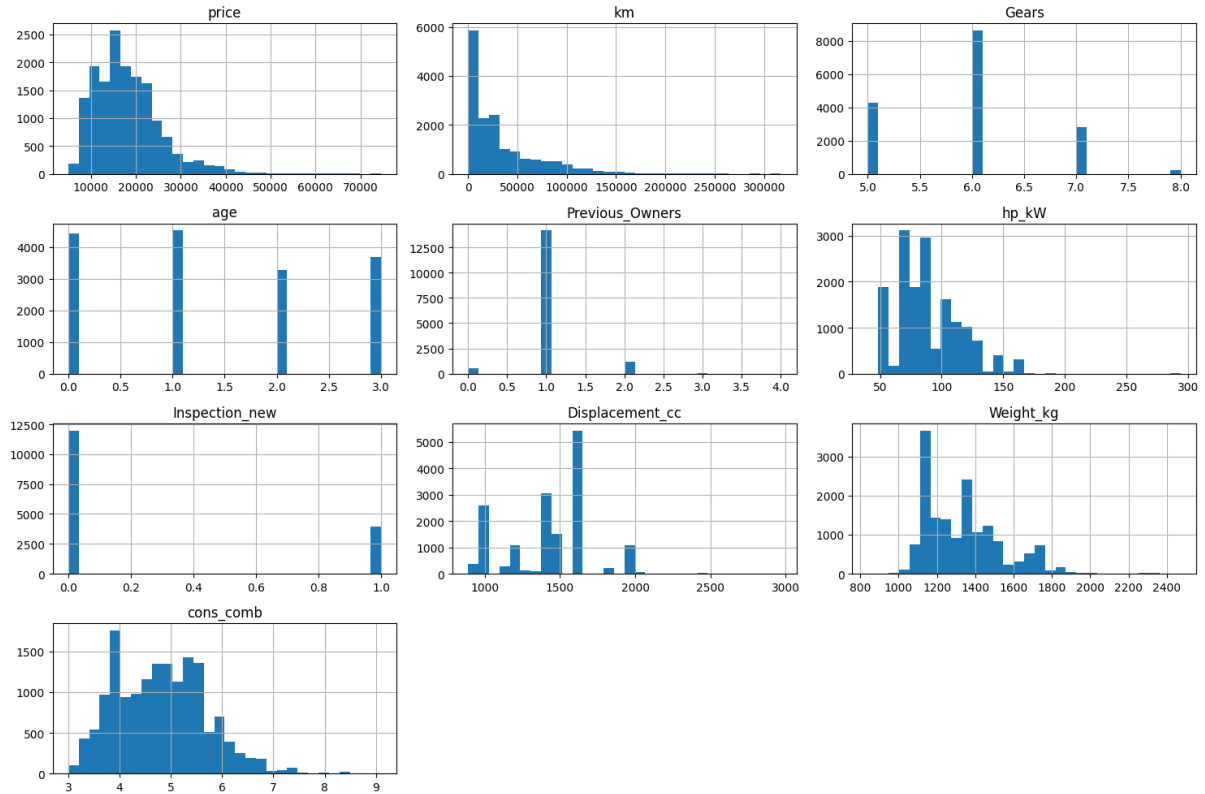 price
2500
2000
1500
1000
500
0
10000 20000 30000 40000 50000 60000 70000
km
6000
4000
2000
0
0 50000 100000 150000 200000 250000 300000
Gears
8000
6000
4000
2000
0
5.0 5.5 6.0 6.5 7.0 7.5 8.0
age
4000
3000
2000
1000
0
0.0 0.5 1.0 1.5 2.0 2.5 3.0
Previous_Owners
12500
10000
7500
5000
2500
0
0.0 0.5 1.0 1.5 2.0 2.5 3.0 3.5 4.0
hp_kW
3000
2000
1000
0
50 100 150 200 250 300
Inspection_new
12500
10000
7500
5000
2500
0
0.0 0.2 0.4 0.6 0.8 1.0
Displacement_cc
5000
4000
3000
2000
1000
0
1000 1500 2000 2500 3000
Weight_kg
3000
2000
1000
0
800 1000 1200 1400 1600 1800 2000 2200 2400
cons_comb
1500
1000
500
0
3 4 5 6 7 8 9